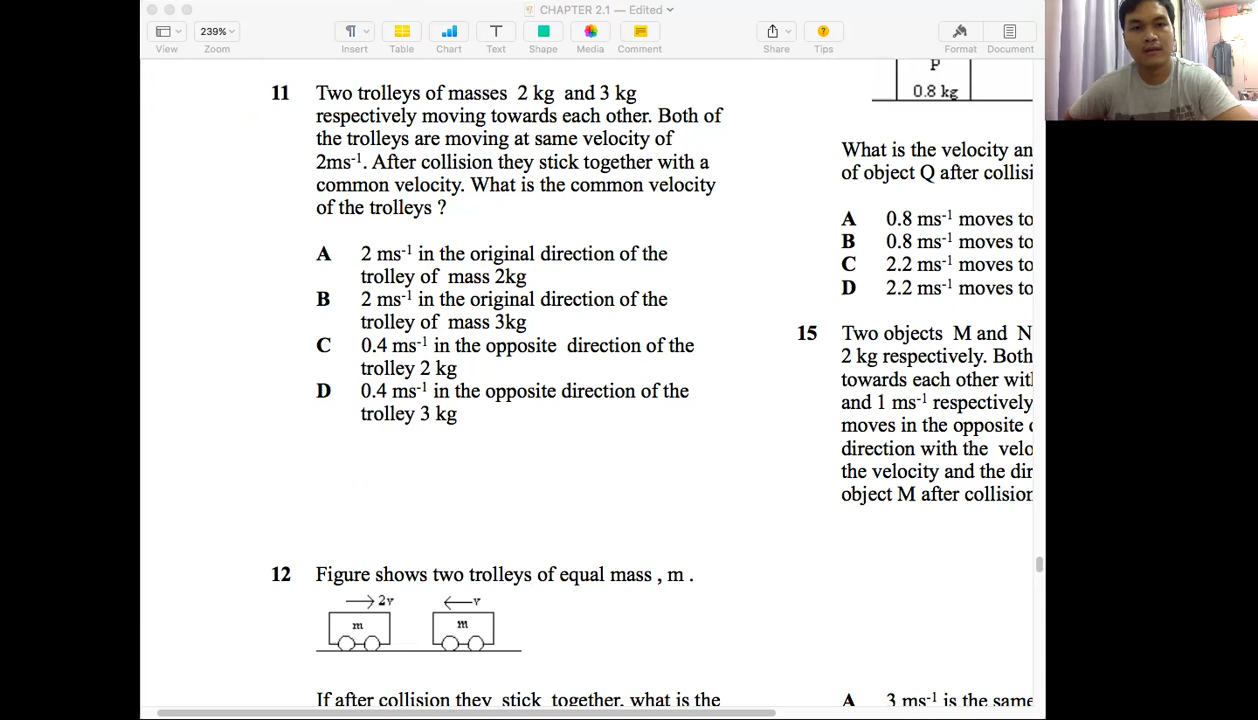 CHAPTER 2.1 — Edited
239%
View
Zoom
Insert
Table
Chart
Text
Shape
Media
Comment
Share
Tips
Format
Document
11 Two trolleys of masses 2 kg and 3 kg
respectively moving towards each other. Both of
the trolleys are moving at same velocity of
2ms⁻¹. After collision they stick together with a
common velocity. What is the common velocity
of the trolleys ?
A 2 ms⁻¹ in the original direction of the
trolley of mass 2kg
B 2 ms⁻¹ in the original direction of the
trolley of mass 3kg
C 0.4 ms⁻¹ in the opposite direction of the
trolley 2 kg
D 0.4 ms⁻¹ in the opposite direction of the
trolley 3 kg
12 Figure shows two trolleys of equal mass , m .
2v
v
m
m
If after collision they stick together, what is the
P
0.8 kg
What is the velocity an
of object Q after collisi
A 0.8 ms⁻¹ moves to
B 0.8 ms⁻¹ moves to
C 2.2 ms⁻¹ moves to
D 2.2 ms⁻¹ moves to
15 Two objects M and N
2 kg respectively. Both
towards each other wit
and 1 ms⁻¹ respectively
moves in the opposite
direction with the velo
the velocity and the dir
object M after collision
A 3 ms⁻¹ is the same